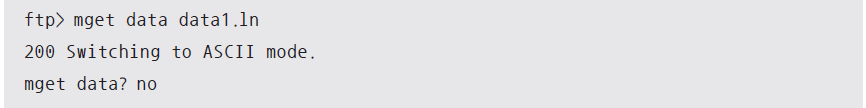 ftp> mget data data1.ln
200 Switching to ASCII mode.
mget data? no